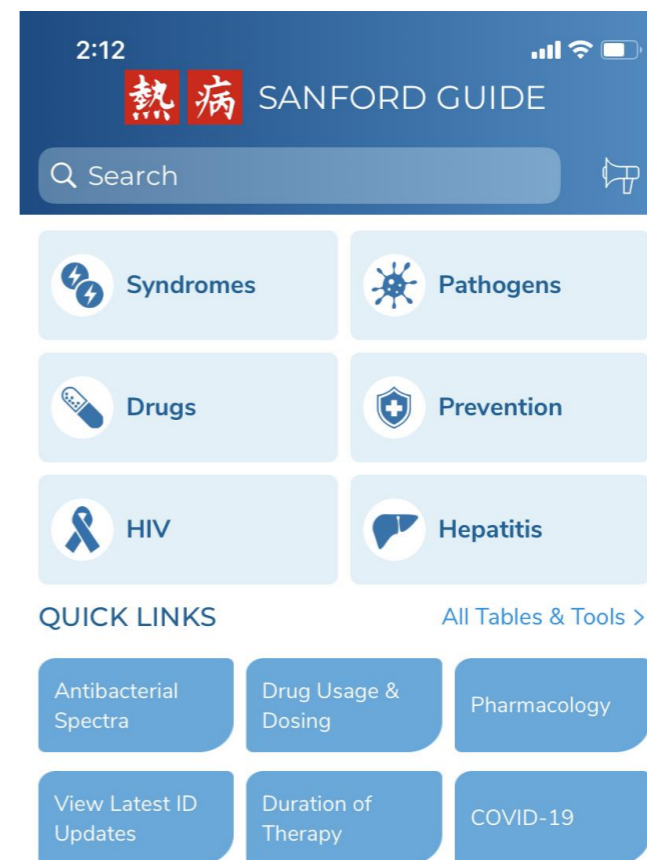 2:12
熱病 SANFORD GUIDE
Search
Syndromes
Pathogens
Drugs
Prevention
HIV
Hepatitis
QUICK LINKS
All Tables & Tools >
Antibacterial
Spectra
Drug Usage &
Dosing
Pharmacology
View Latest ID
Updates
Duration of
Therapy
COVID-19